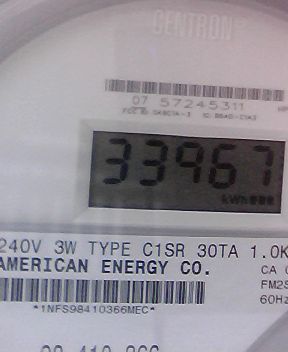 CENTRON®
07 57245311
33967
kWh
240V 3W TYPE C1SR 30TA 1.0K
AMERICAN ENERGY CO.
CA
FM2S
60Hz
*1NFS98410366MEC*